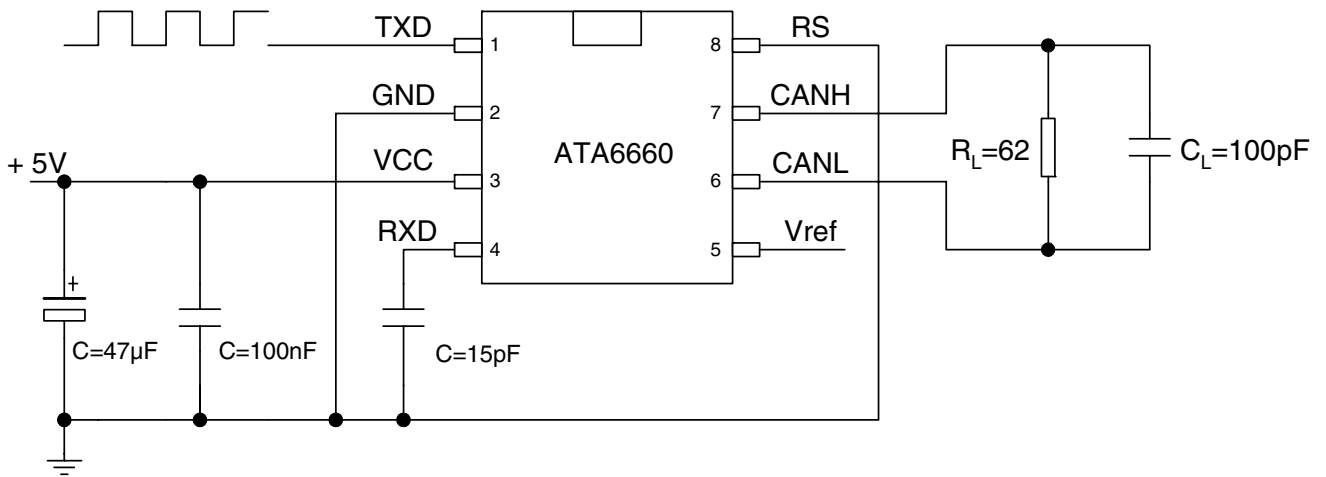 TXD
1
8
RS
GND
2
7
CANH
ATA6660
R_L=62
C_L=100pF
+ 5V
VCC
3
6
CANL
RXD
4
5
Vref
+
C=47µF
C=100nF
C=15pF